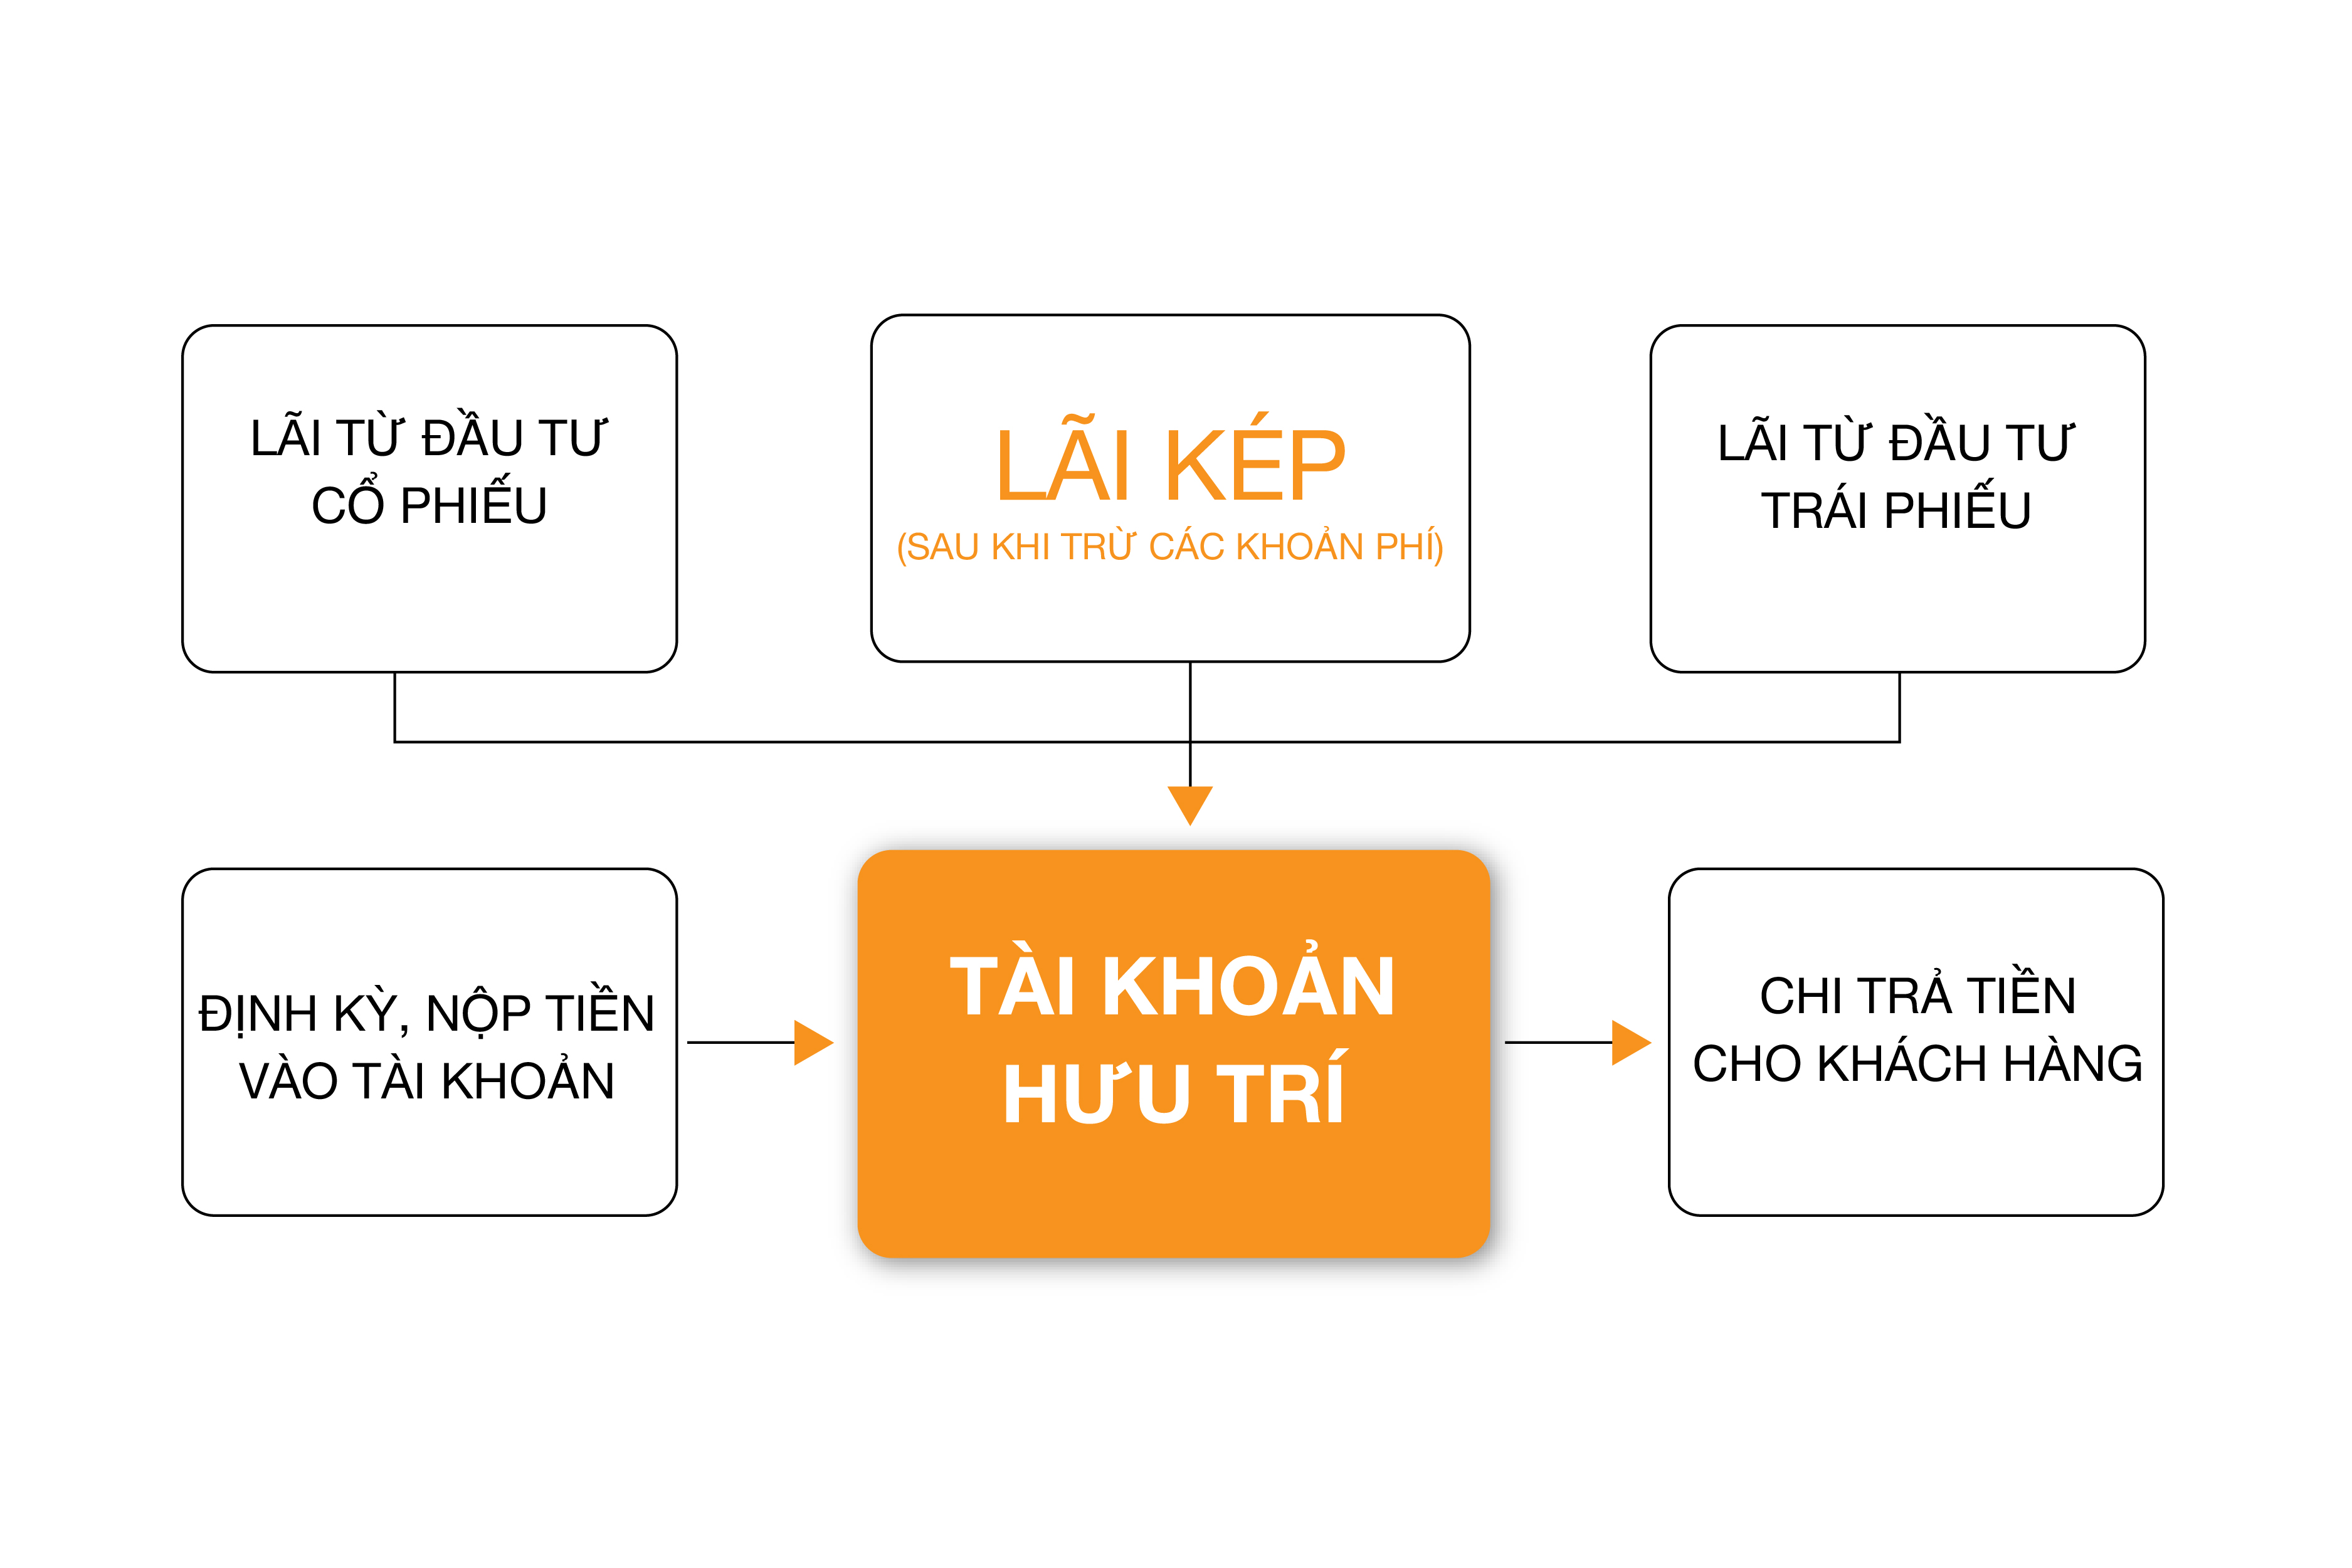 LÃI TỪ ĐẦU TƯ
CỔ PHIẾU
LÃI KÉP
(SAU KHI TRỪ CÁC KHOẢN PHÍ)
LÃI TỪ ĐẦU TƯ
TRÁI PHIẾU
ĐỊNH KỲ, NỘP TIỀN
VÀO TÀI KHOẢN
TÀI KHOẢN
HƯU TRÍ
CHI TRẢ TIỀN
CHO KHÁCH HÀNG